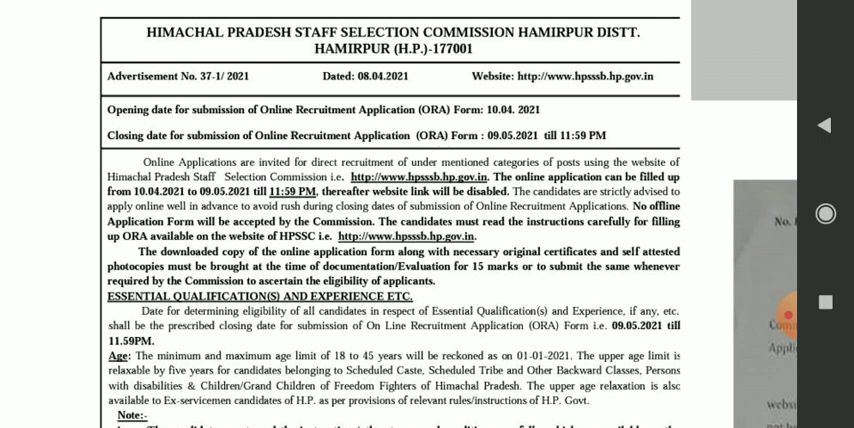 HIMACHAL PRADESH STAFF SELECTION COMMISSION HAMIRPUR DISTT.
HAMIRPUR (H.P.)-177001
Advertisement No. 37-1/ 2021 Dated: 08.04.2021 Website: http://www.hpsssb.hp.gov.in
Opening date for submission of Online Recruitment Application (ORA) Form: 10.04. 2021
Closing date for submission of Online Recruitment Application (ORA) Form : 09.05.2021 till 11:59 PM
Online Applications are invited for direct recruitment of under mentioned categories of posts using the website of
Himachal Pradesh Staff Selection Commission i.e. http://www.hpsssb.hp.gov.in. The online application can be filled up
from 10.04.2021 to 09.05.2021 till 11:59 PM, thereafter website link will be disabled. The candidates are strictly advised to
apply online well in advance to avoid rush during closing dates of submission of Online Recruitment Applications. No offline
Application Form will be accepted by the Commission. The candidates must read the instructions carefully for filling
up ORA available on the website of HPSSC i.e. http://www.hpsssb.hp.gov.in.
The downloaded copy of the online application form along with necessary original certificates and self attested
photocopies must be brought at the time of documentation/Evaluation for 15 marks or to submit the same whenever
required by the Commission to ascertain the eligibility of applicants.
ESSENTIAL QUALIFICATION(S) AND EXPERIENCE ETC.
Date for determining eligibility of all candidates in respect of Essential Qualification(s) and Experience, if any, etc.
shall be the prescribed closing date for submission of On Line Recruitment Application (ORA) Form i.e. 09.05.2021 till
11.59PM.
Age: The minimum and maximum age limit of 18 to 45 years will be reckoned as on 01-01-2021. The upper age limit is
relaxable by five years for candidates belonging to Scheduled Caste, Scheduled Tribe and Other Backward Classes, Persons
with disabilities & Children/Grand Children of Freedom Fighters of Himachal Pradesh. The upper age relaxation is also
available to Ex-servicemen candidates of H.P. as per provisions of relevant rules/instructions of H.P. Govt.
Note:-
No.
Appli
websi